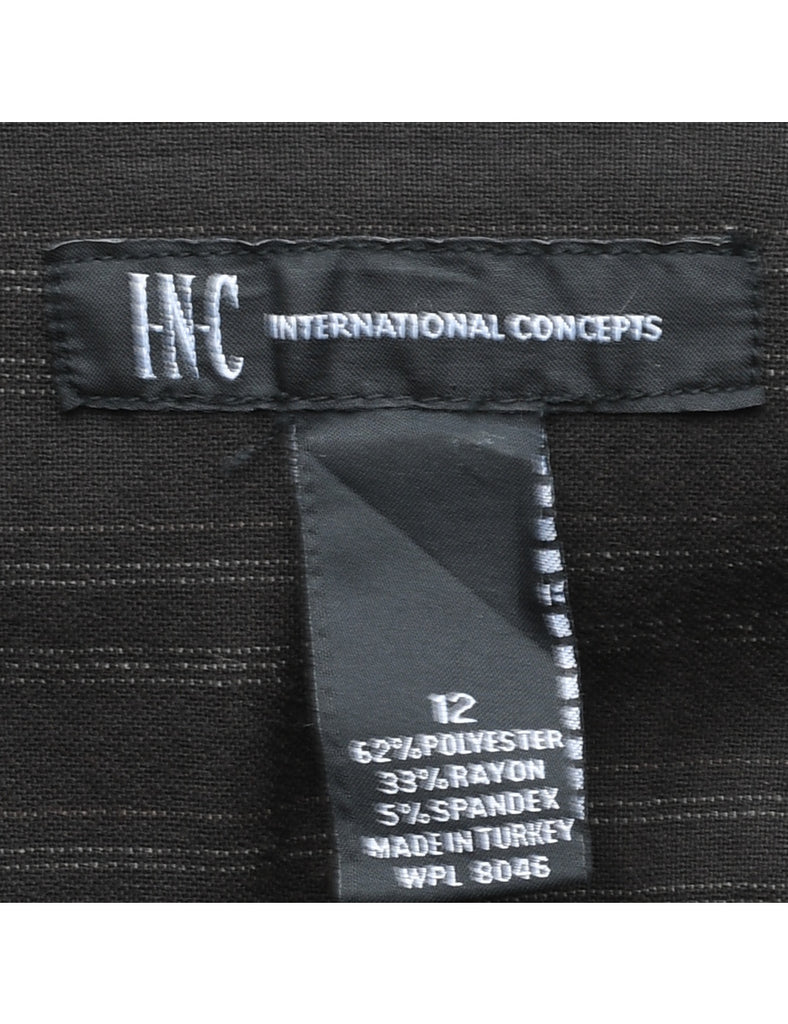 I·N·C INTERNATIONAL CONCEPTS
12
62% POLYESTER
33% RAYON
5% SPANDEX
MADE IN TURKEY
WPL 8046